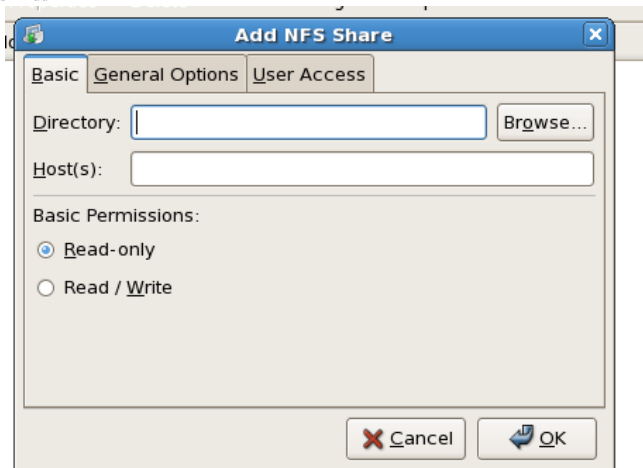 Add NFS Share
Basic General Options User Access
Directory: Browse...
Host(s):
Basic Permissions:
Read-only
Read / Write
Cancel OK